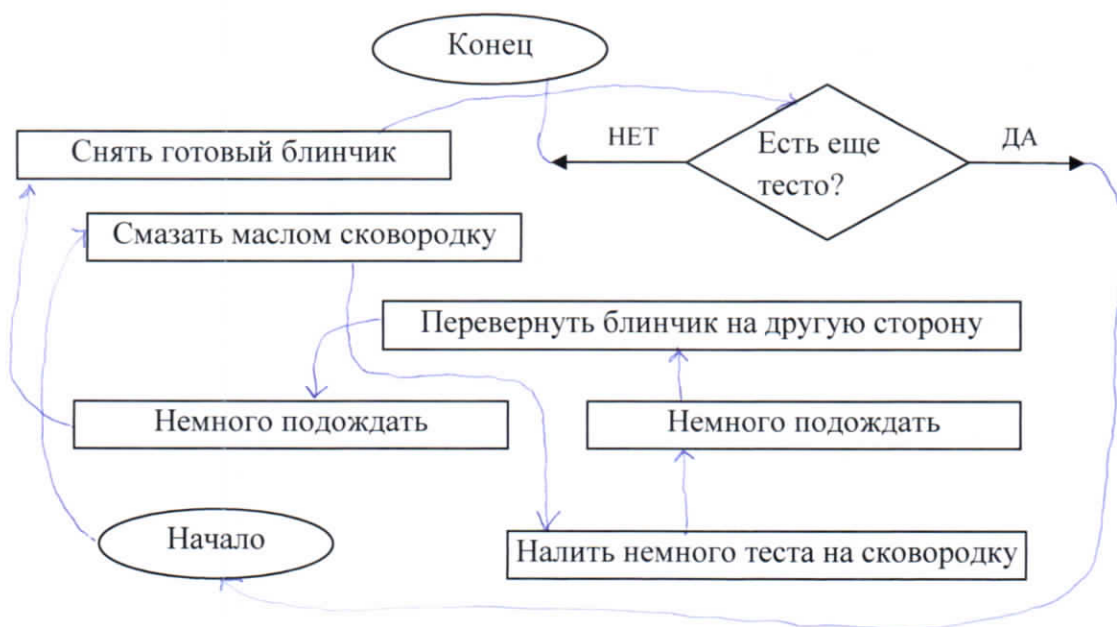 Конец
НЕТ
Есть еще
тесто?
ДА
Снять готовый блинчик
Смазать маслом сковородку
Перевернуть блинчик на другую сторону
Немного подождать
Немного подождать
Начало
Налить немного теста на сковородку